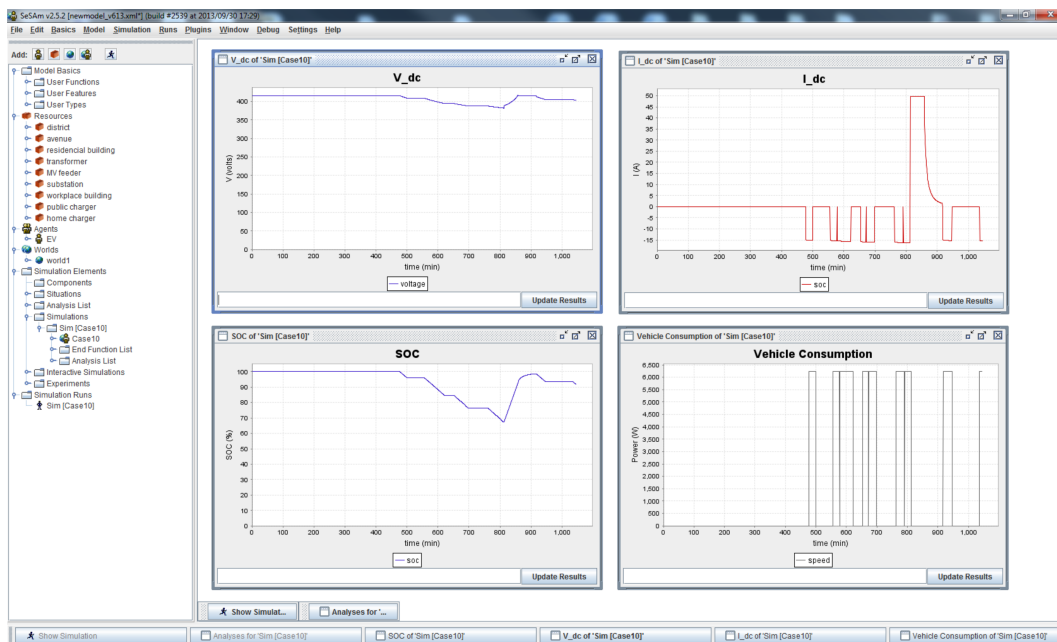 SeSAm v2.5.2 [newmodel_v613.xml*] (build #2539 at 2013/09/30 17:29]
File Edit Basics Model Simulation Runs Plugins Window Debug Settings Help
Add:
Model Basics
User Functions
User Features
User Types
Resources
district
avenue
residencial building
transformer
MV feeder
substation
workplace building
public charger
home charger
Agents
EV
Worlds
world1
Simulation Elements
Components
Situations
Analysis List
Simulations
Sim [Case10]
Case10
End Function List
Analysis List
Interactive Simulations
Experiments
Simulation Runs
Sim [Case10]
V_dc of 'Sim [Case10]'
V_dc
V (volts)
400
350
300
250
200
150
100
50
0
0 100 200 300 400 500 600 700 800 900 1,000
time (min)
voltage
Update Results
I_dc of 'Sim [Case10]'
I_dc
I (A)
50
45
40
35
30
25
20
15
10
5
0
-5
-10
-15
0 100 200 300 400 500 600 700 800 900 1,000
time (min)
soc
Update Results
SOC of 'Sim [Case10]'
SOC
SOC (%)
100
90
80
70
60
50
40
30
20
10
0
0 100 200 300 400 500 600 700 800 900 1,000
time (min)
soc
Update Results
Vehicle Consumption of 'Sim [Case10]'
Vehicle Consumption
Power (W)
6,500
6,000
5,500
5,000
4,500
4,000
3,500
3,000
2,500
2,000
1,500
1,000
500
0
0 100 200 300 400 500 600 700 800 900 1,000
time (min)
speed
Update Results
Show Simulat... Analyses for '...
Show Simulation Analyses for 'Sim [Case10]' SOC of 'Sim [Case10]' V_dc of 'Sim [Case10]' I_dc of 'Sim [Case10]' Vehicle Consumption of 'Sim [Case10]'